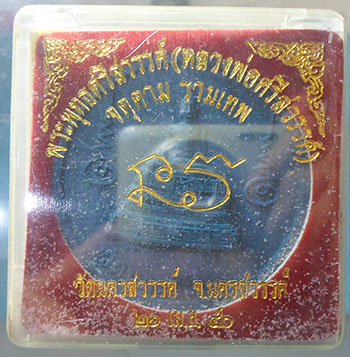 พระพุทธศรีสวรรค์ (หลวงพ่อศรีสวรรค์)
จตุคาม รามเทพ
วัดนครสวรรค์ จ.นครสวรรค์
๒๑ เม.ย. ๕๐